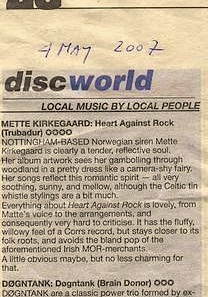 4 MAY 2007
discworld
LOCAL MUSIC BY LOCAL PEOPLE
METTE KIRKEGAARD: Heart Against Rock
(Trubadur) OOOO
NOTTINGHAM-BASED Norwegian siren Mette
Kirkegaard is clearly a tender, reflective soul.
Her album artwork sees her gambolling through
woodland in a pretty dress like a camera-shy fairy.
Her songs reflect this romantic spirit — all very
soothing, sunny, and mellow, although the Celtic tin
whistle stylings are a bit much.
Everything about Heart Against Rock is lovely, from
Matte's voice to the arrangements, and
consequently very hard to criticise. It has the fluffy,
willowy feel of a Corrs record, but stays closer to its
folk roots, and avoids the bland pop of the
aforementioned Irish MOR-merchants.
A little obvious maybe, but no less charming for
that.
DØGNTANK: Døgntank (Brain Donor) OOO
DØGNTANK are a classic power trio formed by ex-